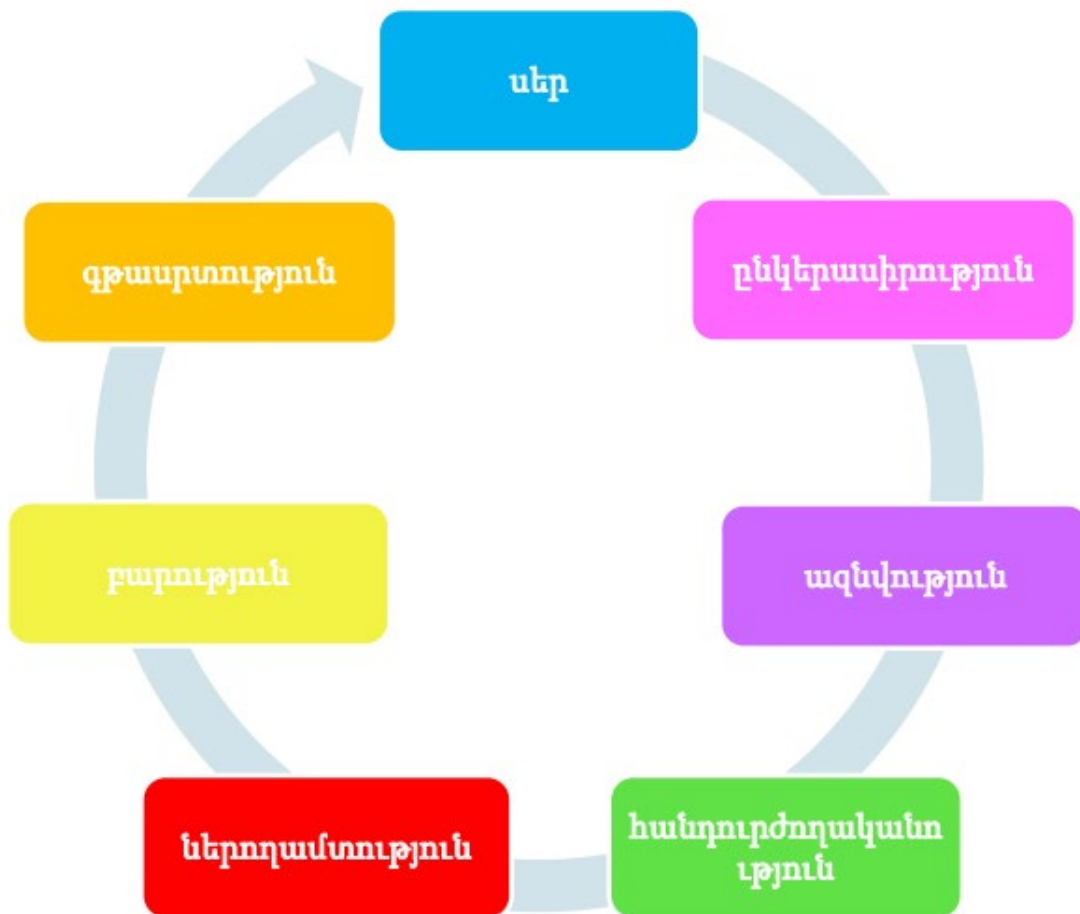 սեր
ընկերասիրություն
ազնվություն
հանդուրժողականո
ւթյուն
ներողամտություն
բարություն
գթասրտություն